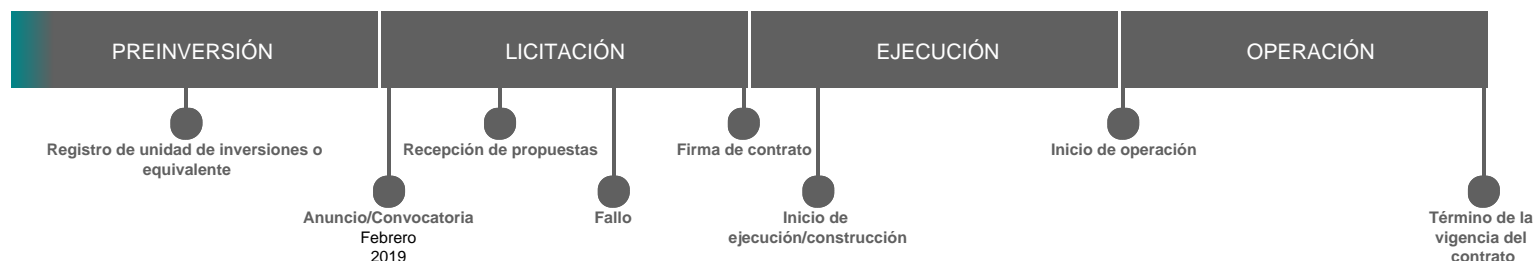 PREINVERSIÓN
LICITACIÓN
EJECUCIÓN
OPERACIÓN
Registro de unidad de inversiones o
equivalente
Anuncio/Convocatoria
Febrero
2019
Recepción de propuestas
Fallo
Firma de contrato
Inicio de
ejecución/construcción
Inicio de operación
Término de la
vigencia del
contrato